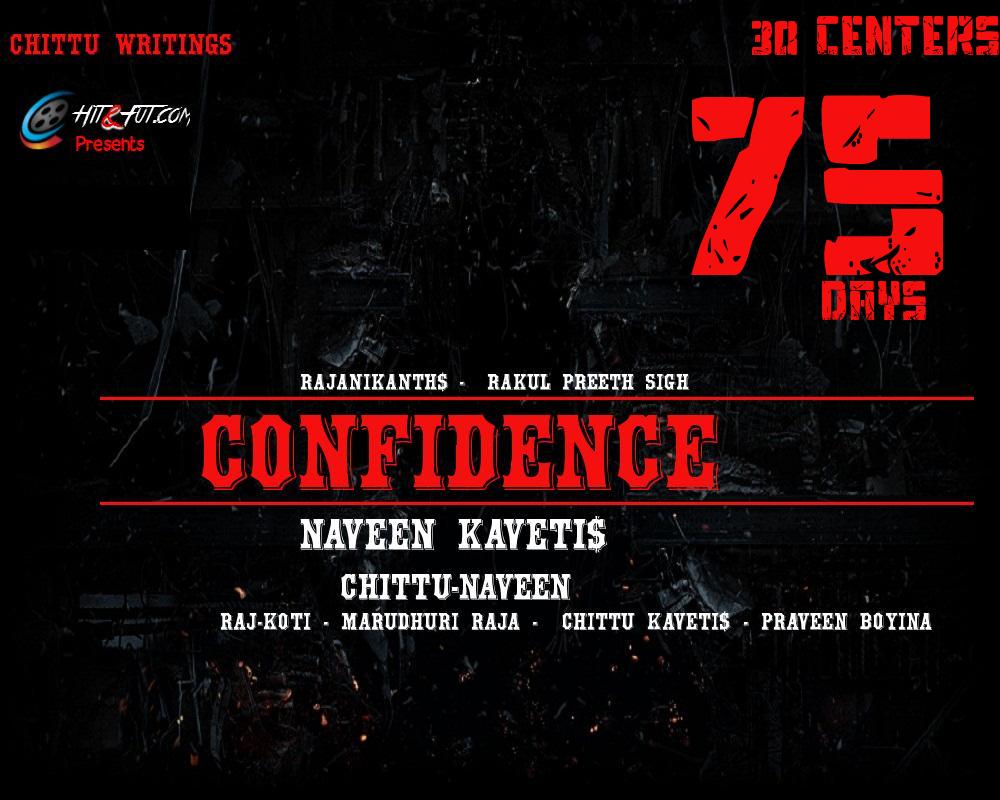 CHITTU WRITINGS
30 CENTERS
HIT&FUT.COM
Presents
75
DAYS
RAJANIKANTH$ - RAKUL PREETH SIGH
CONFIDENCE
NAVEEN KAVETI$
CHITTU-NAVEEN
RAJ-KOTI - MARUDHURI RAJA - CHITTU KAVETI$ - PRAVEEN BOYINA